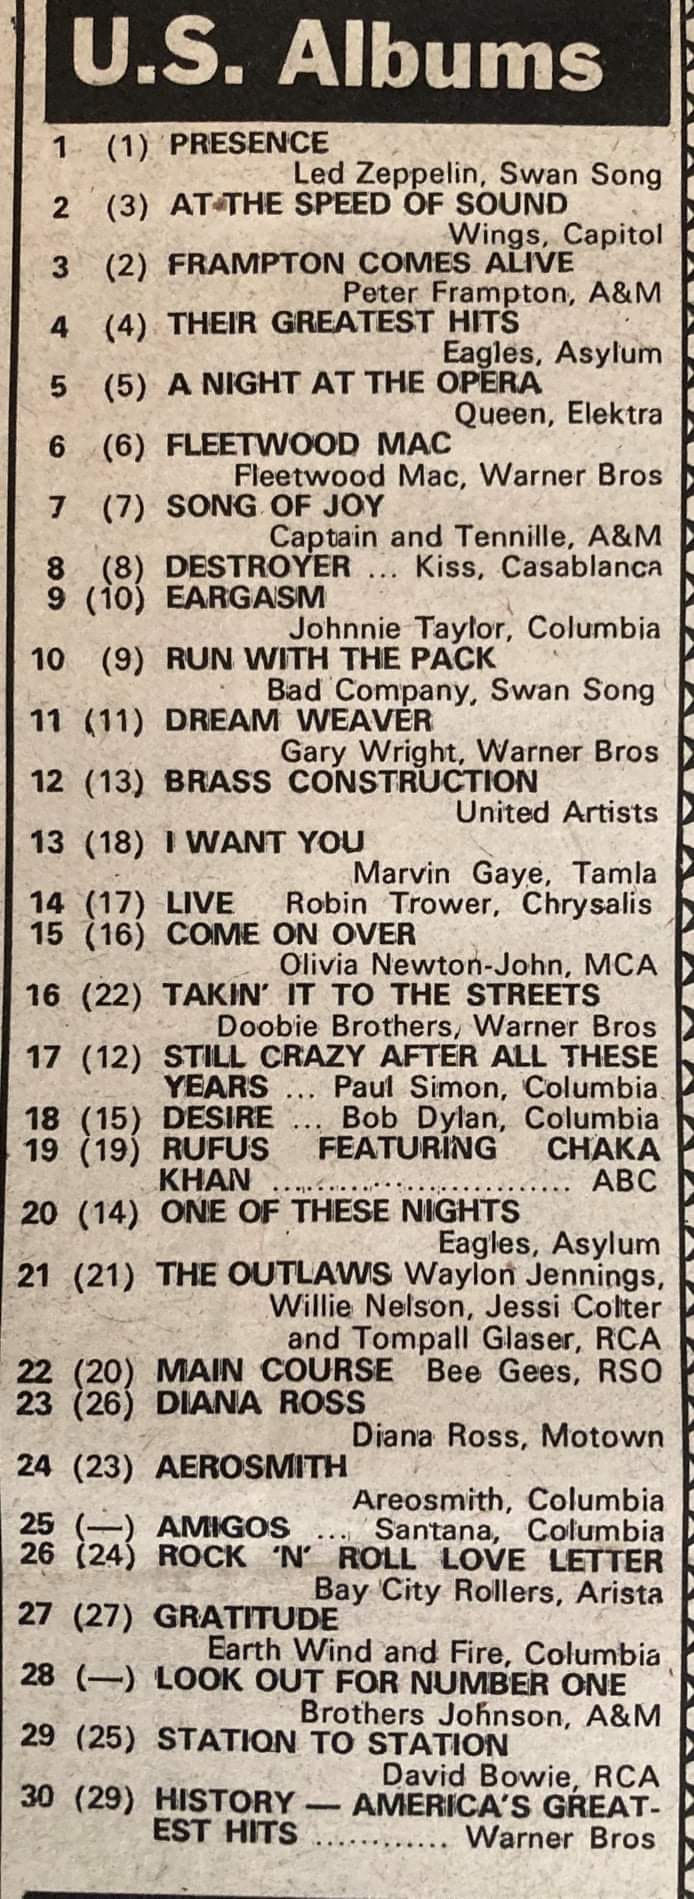 U.S. Albums
1 (1) PRESENCE
Led Zeppelin, Swan Song
2 (3) AT THE SPEED OF SOUND
Wings, Capitol
3 (2) FRAMPTON COMES ALIVE
Peter Frampton, A&M
4 (4) THEIR GREATEST HITS
Eagles, Asylum
5 (5) A NIGHT AT THE OPERA
Queen, Elektra
6 (6) FLEETWOOD MAC
Fleetwood Mac, Warner Bros
7 (7) SONG OF JOY
Captain and Tennille, A&M
8 (8) DESTROYER ... Kiss, Casablanca
9 (10) EARGASM
Johnnie Taylor, Columbia
10 (9) RUN WITH THE PACK
Bad Company, Swan Song
11 (11) DREAM WEAVER
Gary Wright, Warner Bros
12 (13) BRASS CONSTRUCTION
United Artists
13 (18) I WANT YOU
Marvin Gaye, Tamla
14 (17) LIVE Robin Trower, Chrysalis
15 (16) COME ON OVER
Olivia Newton-John, MCA
16 (22) TAKIN' IT TO THE STREETS
Doobie Brothers, Warner Bros
17 (12) STILL CRAZY AFTER ALL THESE
YEARS ... Paul Simon, Columbia
18 (15) DESIRE ... Bob Dylan, Columbia
19 (19) RUFUS FEATURING CHAKA
KHAN .............................. ABC
20 (14) ONE OF THESE NIGHTS
Eagles, Asylum
21 (21) THE OUTLAWS Waylon Jennings,
Willie Nelson, Jessi Colter
and Tompall Glaser, RCA
22 (20) MAIN COURSE Bee Gees, RSO
23 (26) DIANA ROSS
Diana Ross, Motown
24 (23) AEROSMITH
Areosmith, Columbia
25 (—) AMIGOS ... Santana, Columbia
26 (24) ROCK 'N' ROLL LOVE LETTER
Bay City Rollers, Arista
27 (27) GRATITUDE
Earth Wind and Fire, Columbia
28 (—) LOOK OUT FOR NUMBER ONE
Brothers Johnson, A&M
29 (25) STATION TO STATION
David Bowie, RCA
30 (29) HISTORY — AMERICA'S GREAT-
EST HITS ............ Warner Bros